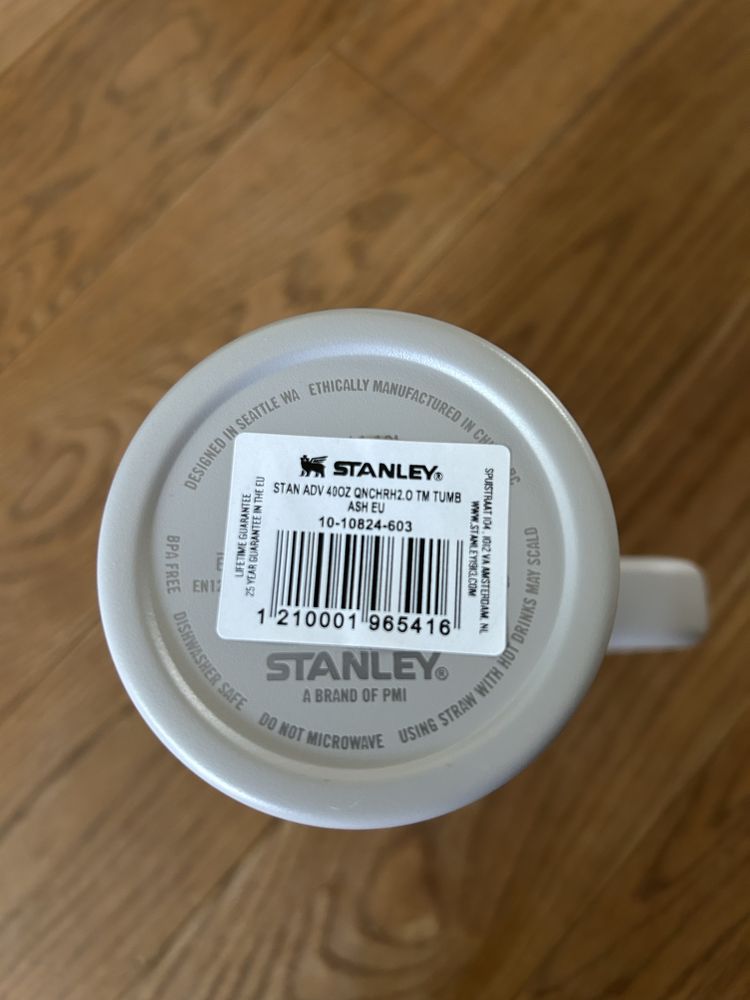 DESIGNED IN SEATTLE WA
ETHICALLY MANUFACTURED IN
STANLEY®
STAN ADV 40OZ QNCHRH2.O TM TUMB
ASH EU
10-10824-603
1 210001 965416
LIFETIME GUARANTEE
25 YEAR GUARANTEE IN THE EU
SPUISTRAAT 104, 1012 VA AMSTERDAM, NL
WWW.STANLEY1913.COM
BPA FREE
DISHWASHER SAFE
DO NOT MICROWAVE
USING STRAW WITH HOT DRINKS MAY SCALD
STANLEY®
A BRAND OF PMI